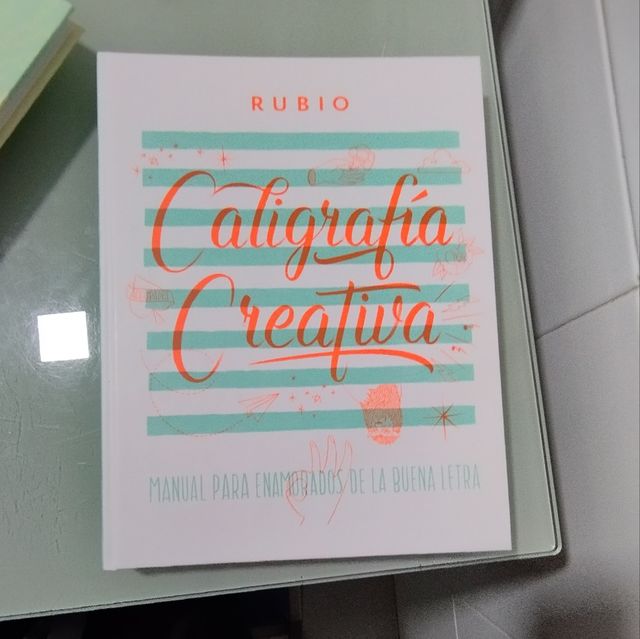 RUBIO
Caligrafía
Creativa
MANUAL PARA ENAMORADOS DE LA BUENA LETRA